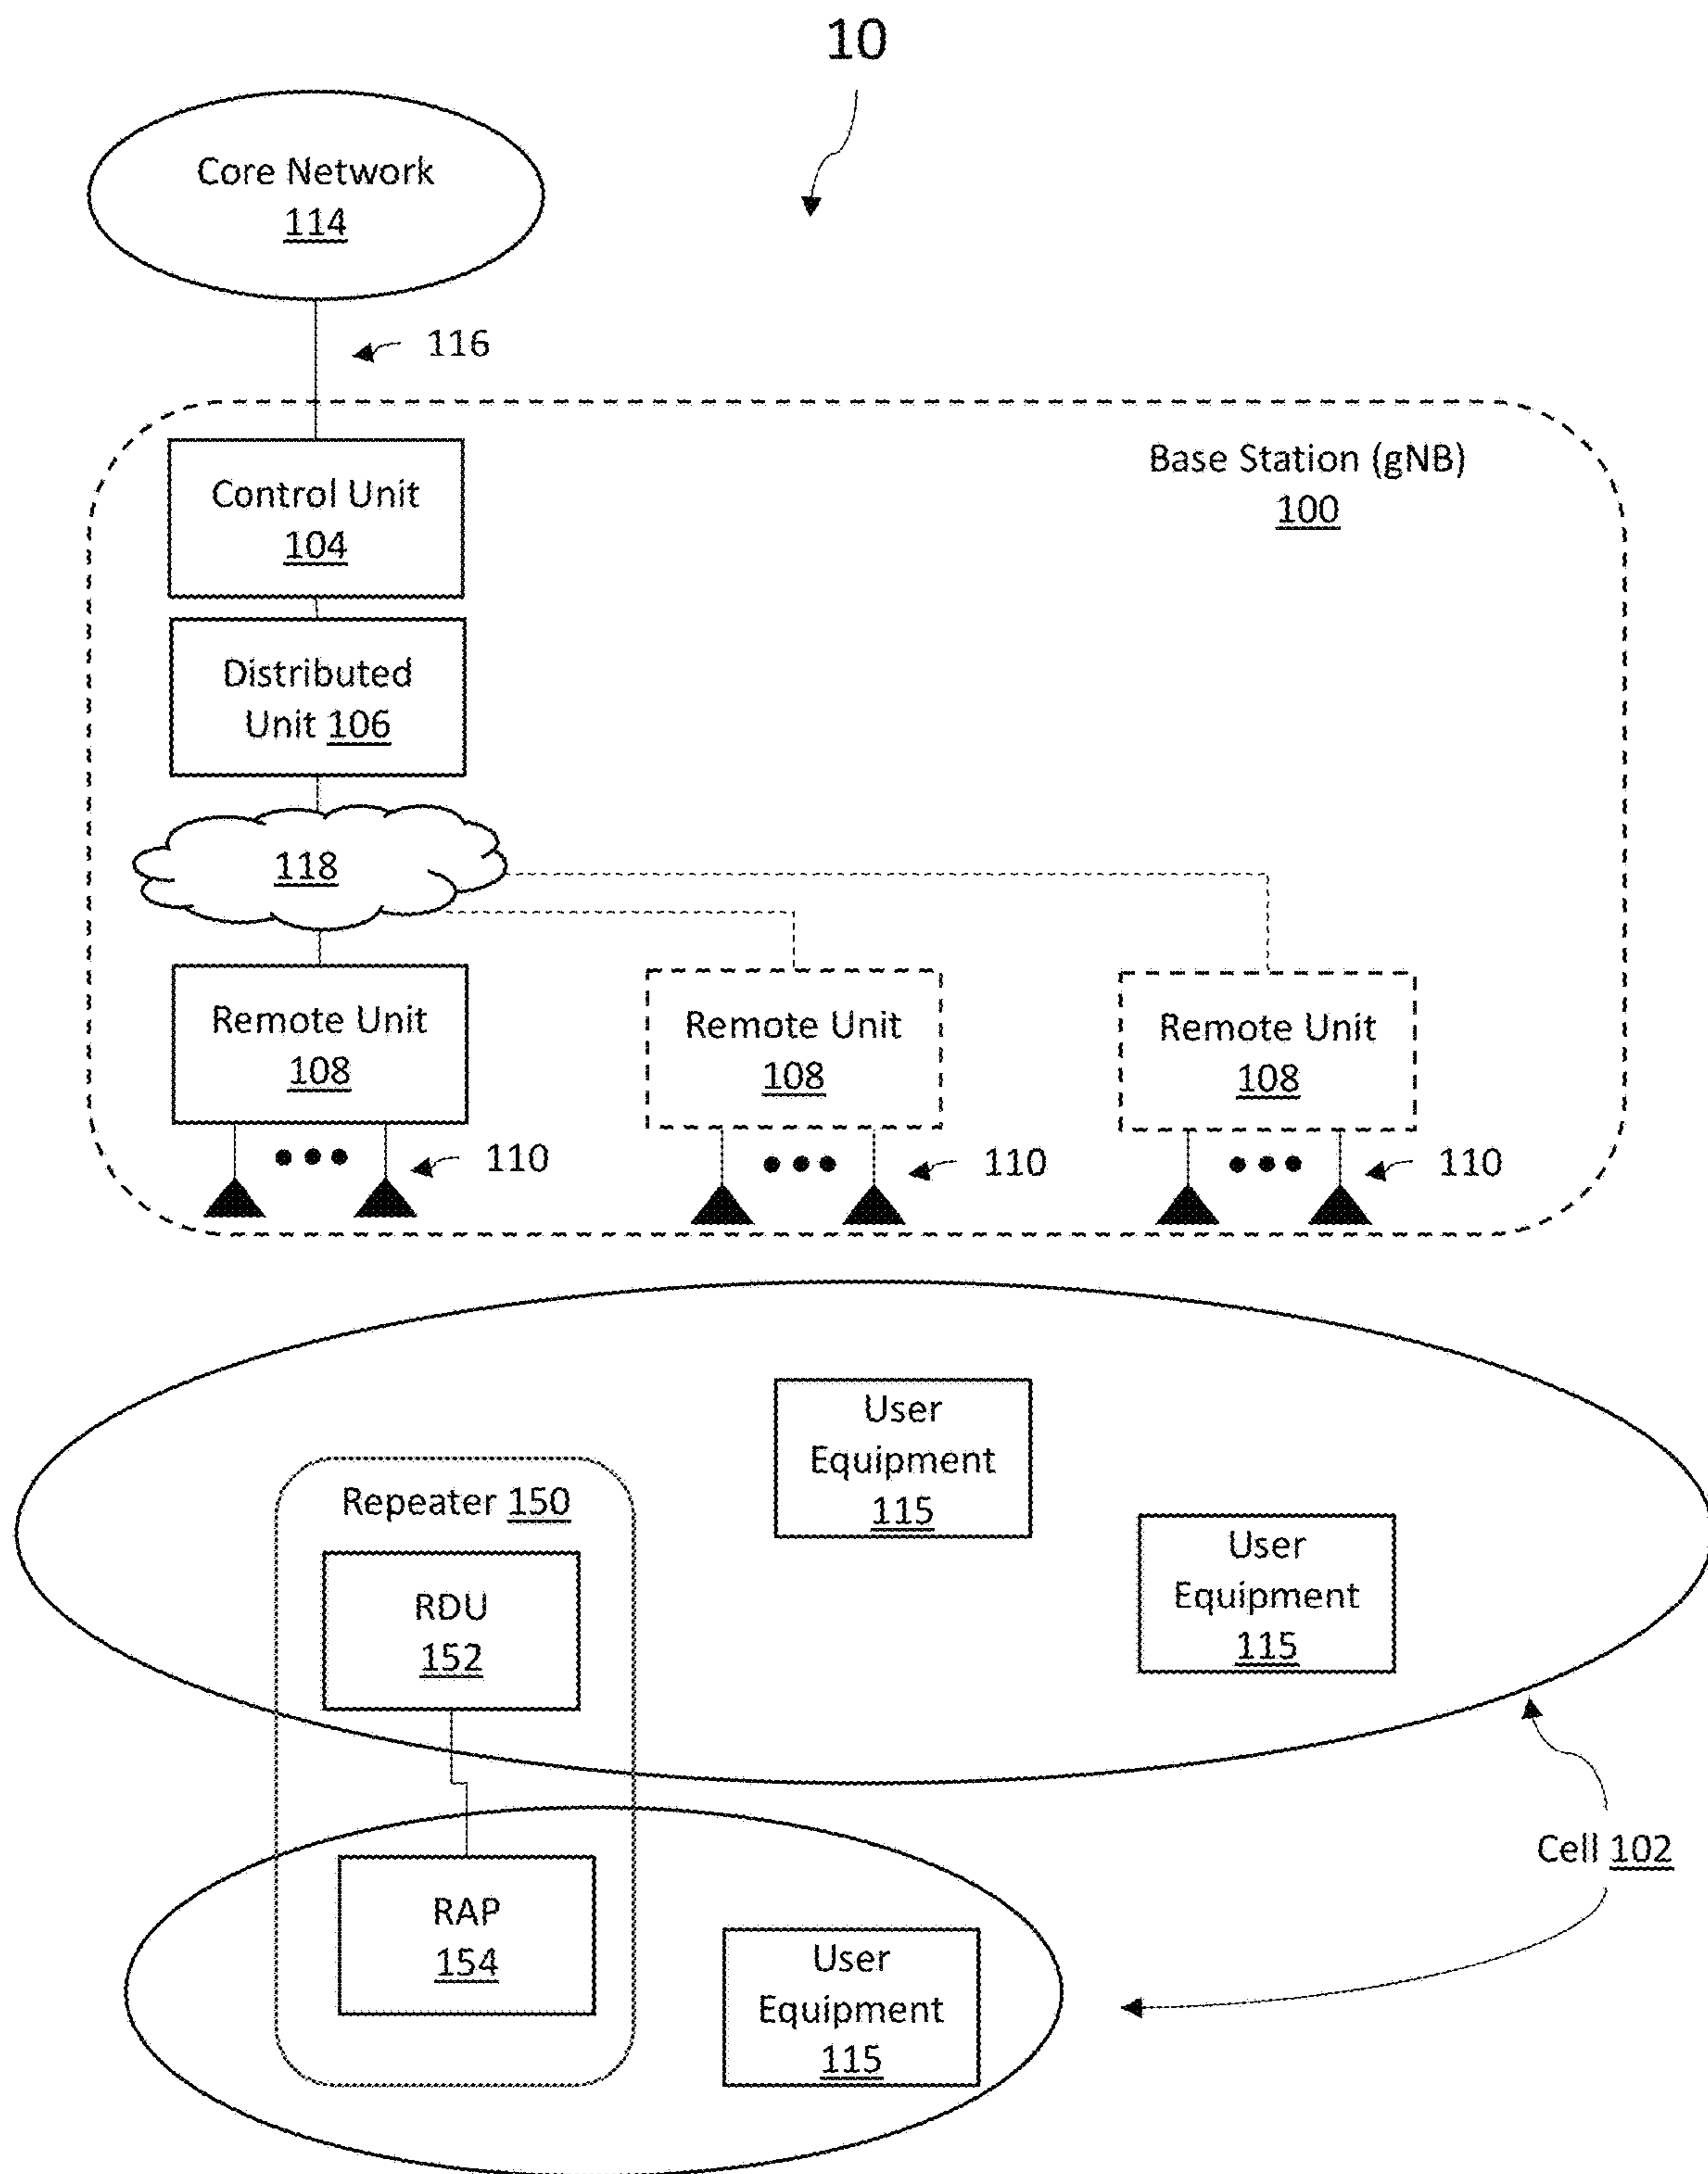 10
Core Network
114
116
Base Station (gNB)
100
Control Unit
104
Distributed
Unit 106
118
Remote Unit
108
Remote Unit
108
Remote Unit
108
110
110
110
User
Equipment
115
User
Equipment
115
Repeater 150
RDU
152
Cell 102
RAP
154
User
Equipment
115